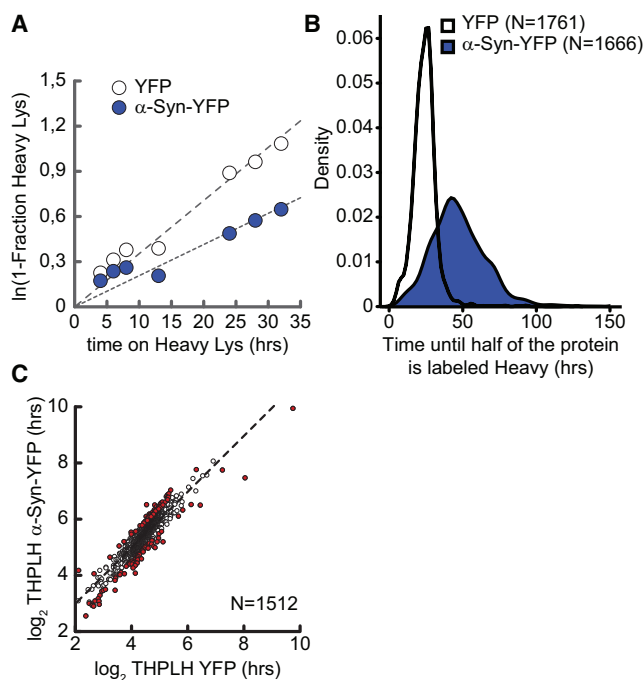 A
ln(1-Fraction Heavy Lys)
1,5
1.2
0.9
0.6
0.3
0
YFP
α-Syn-YFP
0 5 10 15 20 25 30 35
time on Heavy Lys (hrs)
B
Density
0.06
0.05
0.04
0.03
0.02
0.01
0
YFP (N=1761)
α-Syn-YFP (N=1666)
0 50 100 150
Time until half of the protein
is labeled Heavy (hrs)
C
log2 THPLH α-Syn-YFP (hrs)
10
8
6
4
2
N=1512
2 4 6 8 10
log2 THPLH YFP (hrs)